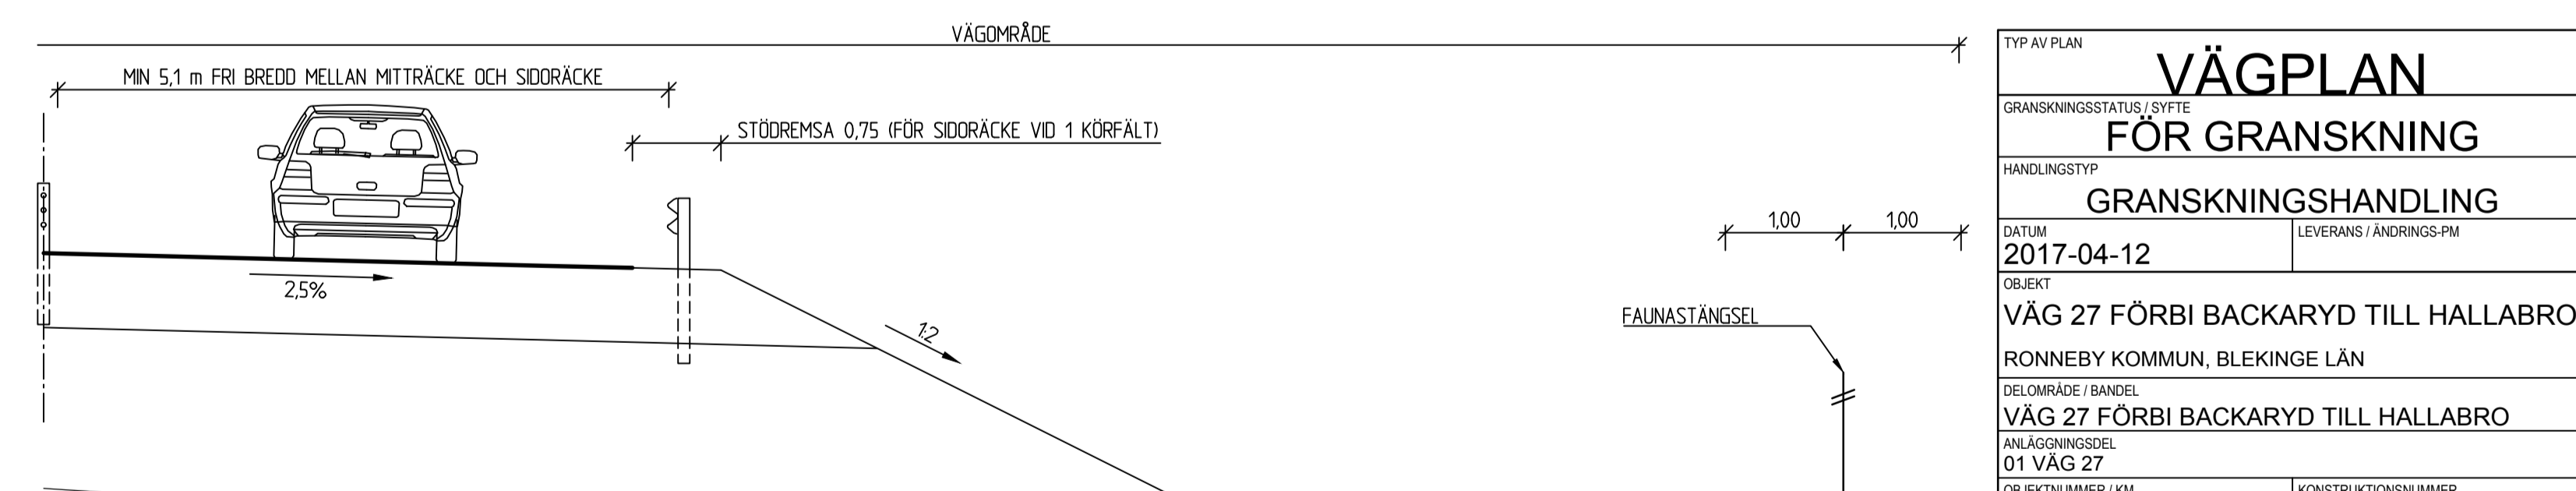 VÄGOMRÅDE
MIN 5,1 m FRI BREDD MELLAN MITTRÄCKE OCH SIDORÄCKE
STÖDREMSA 0,75 (FÖR SIDORÄCKE VID 1 KÖRFÄLT)
1,00 1,00
2,5%
1:2
FAUNASTÄNGSEL
TYP AV PLAN
VÄGPLAN
GRANSKNINGSSTATUS / SYFTE
FÖR GRANSKNING
HANDLINGSTYP
GRANSKNINGSHANDLING
DATUM LEVERANS / ÄNDRINGS-PM
2017-04-12
OBJEKT
VÄG 27 FÖRBI BACKARYD TILL HALLABRO
RONNEBY KOMMUN, BLEKINGE LÄN
DELOMRÅDE / BANDEL
VÄG 27 FÖRBI BACKARYD TILL HALLABRO
ANLÄGGNINGSDEL
01 VÄG 27
OBJEKTNUMMER / KM KONSTRUKTIONSNUMMER